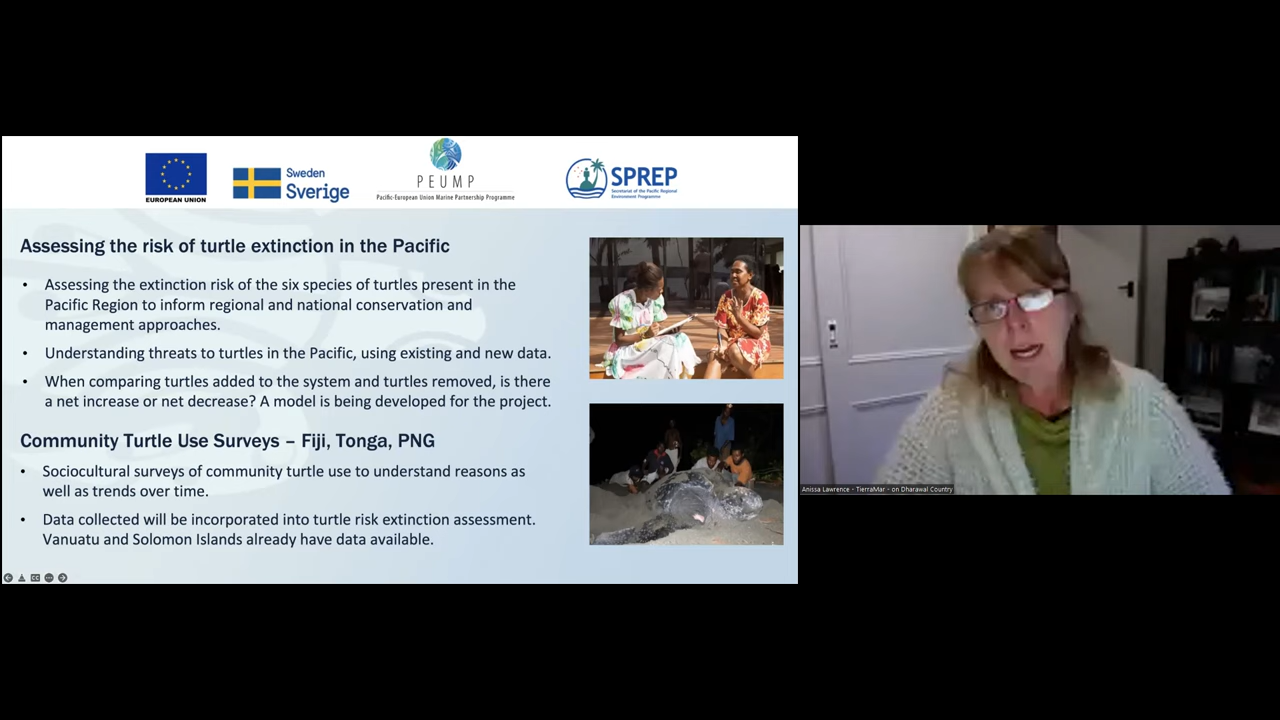 EUROPEAN UNION
Sweden
Sverige
PEUMP
Pacific-European Union Marine Partnership Programme
SPREP
Secretariat of the Pacific Regional
Environment Programme
Assessing the risk of turtle extinction in the Pacific
• Assessing the extinction risk of the six species of turtles present in the
Pacific Region to inform regional and national conservation and
management approaches.
• Understanding threats to turtles in the Pacific, using existing and new data.
• When comparing turtles added to the system and turtles removed, is there
a net increase or net decrease? A model is being developed for the project.
Community Turtle Use Surveys – Fiji, Tonga, PNG
• Sociocultural surveys of community turtle use to understand reasons as
well as trends over time.
• Data collected will be incorporated into turtle risk extinction assessment.
Vanuatu and Solomon Islands already have data available.
Anissa Lawrence - TierraMar - on Dharawal Country